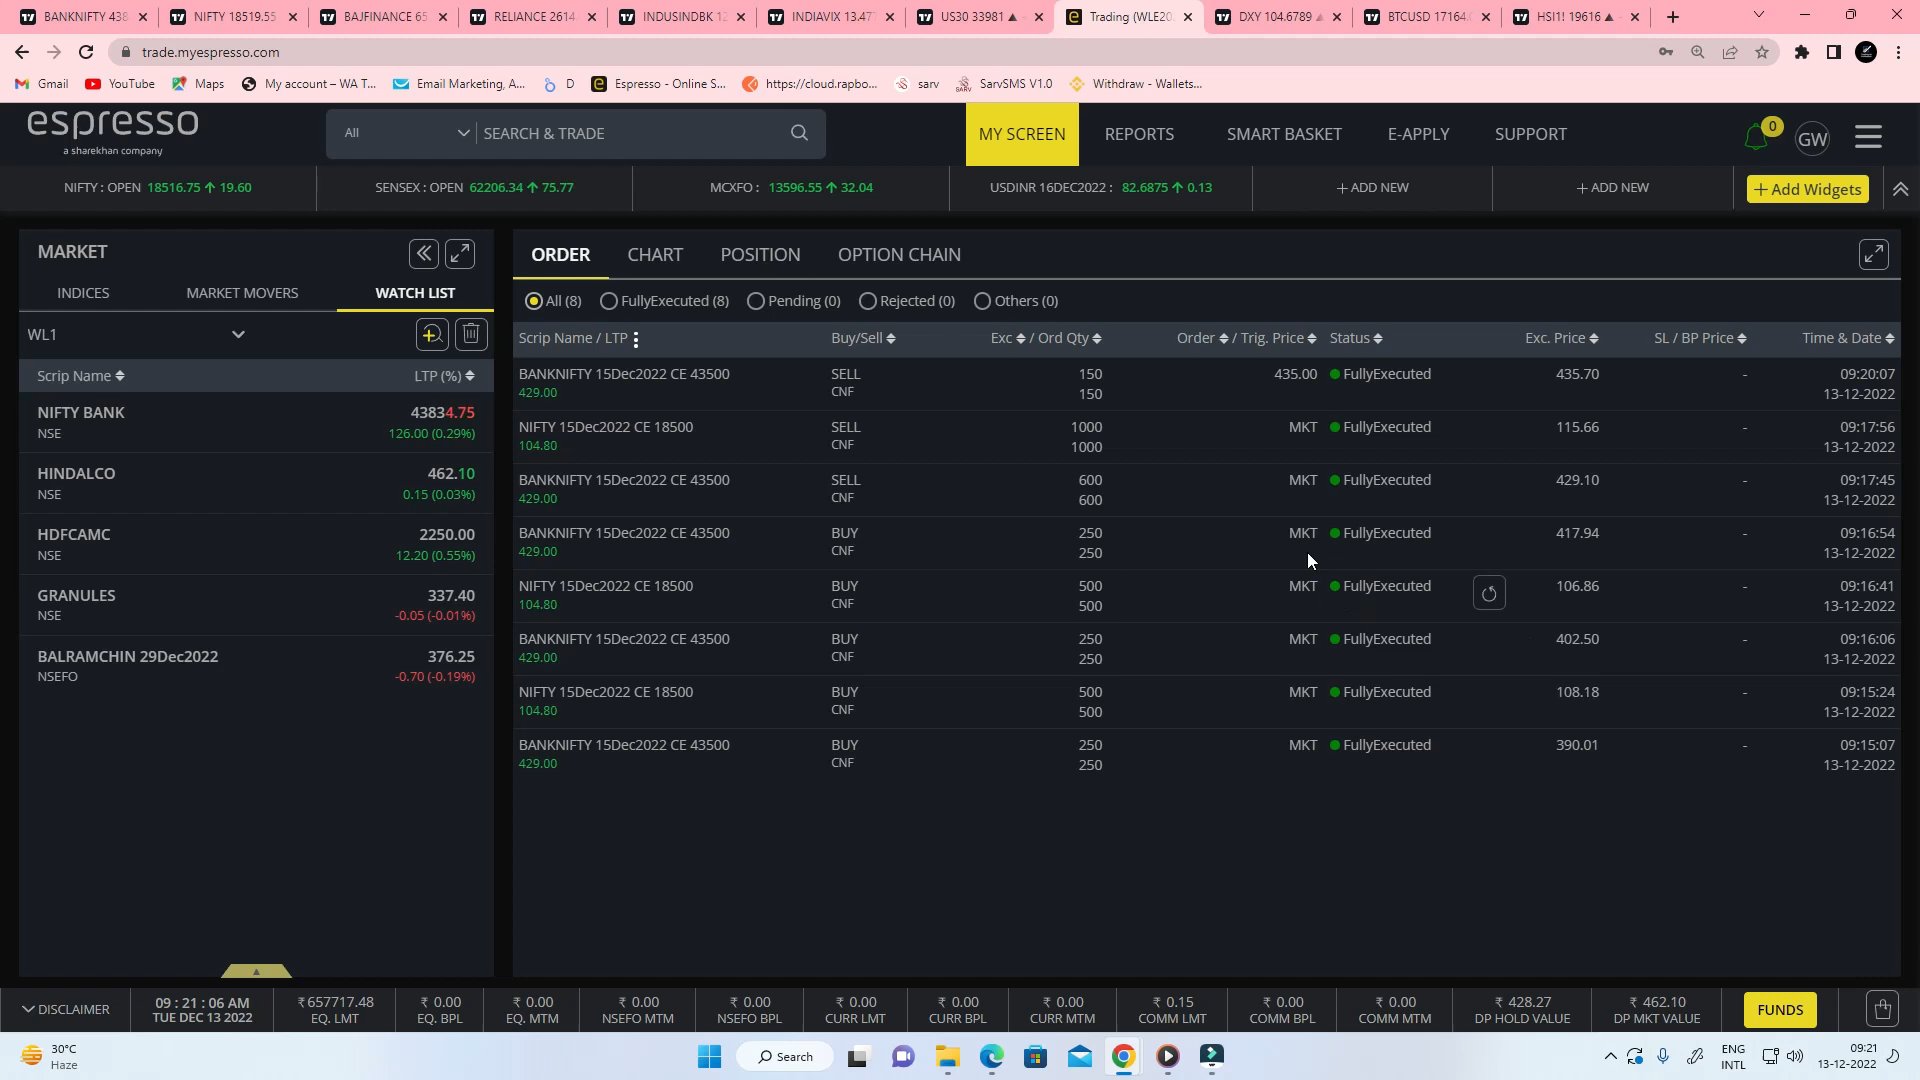 BANKNIFTY 438
NIFTY 18519.55
BAJFINANCE 65
RELIANCE 2614
INDUSINDBK 12
INDIAVIX 13.47
US30 33981 ▲
Trading (WLE20
DXY 104.6789 ▲
BTCUSD 17164
HSI1! 19616 ▲
trade.myespresso.com
Gmail YouTube Maps My account – WA T... Email Marketing, A... D Espresso - Online S... https://cloud.rapbo... sarv SarvSMS V1.0 Withdraw - Wallets...
espresso
a sharekhan company
All SEARCH & TRADE
MY SCREEN REPORTS SMART BASKET E-APPLY SUPPORT
0
GW
NIFTY : OPEN 18516.75 ↑ 19.60
SENSEX : OPEN 62206.34 ↑ 75.77
MCXFO : 13596.55 ↑ 32.04
USDINR 16DEC2022 : 82.6875 ↑ 0.13
+ ADD NEW
+ ADD NEW
+ Add Widgets
MARKET
INDICES MARKET MOVERS WATCH LIST
WL1
Scrip Name LTP (%)
NIFTY BANK 43834.75
NSE 126.00 (0.29%)
HINDALCO 462.10
NSE 0.15 (0.03%)
HDFCAMC 2250.00
NSE 12.20 (0.55%)
GRANULES 337.40
NSE -0.05 (-0.01%)
BALRAMCHIN 29Dec2022 376.25
NSEFO -0.70 (-0.19%)
ORDER CHART POSITION OPTION CHAIN
All (8) FullyExecuted (8) Pending (0) Rejected (0) Others (0)
Scrip Name / LTP Buy/Sell Exc / Ord Qty Order / Trig. Price Status Exc. Price SL / BP Price Time & Date
BANKNIFTY 15Dec2022 CE 43500 SELL 150 435.00 FullyExecuted 435.70 - 09:20:07
429.00 CNF 150 13-12-2022
NIFTY 15Dec2022 CE 18500 SELL 1000 MKT FullyExecuted 115.66 - 09:17:56
104.80 CNF 1000 13-12-2022
BANKNIFTY 15Dec2022 CE 43500 SELL 600 MKT FullyExecuted 429.10 - 09:17:45
429.00 CNF 600 13-12-2022
BANKNIFTY 15Dec2022 CE 43500 BUY 250 MKT FullyExecuted 417.94 - 09:16:54
429.00 CNF 250 13-12-2022
NIFTY 15Dec2022 CE 18500 BUY 500 MKT FullyExecuted 106.86 - 09:16:41
104.80 CNF 500 13-12-2022
BANKNIFTY 15Dec2022 CE 43500 BUY 250 MKT FullyExecuted 402.50 - 09:16:06
429.00 CNF 250 13-12-2022
NIFTY 15Dec2022 CE 18500 BUY 500 MKT FullyExecuted 108.18 - 09:15:24
104.80 CNF 500 13-12-2022
BANKNIFTY 15Dec2022 CE 43500 BUY 250 MKT FullyExecuted 390.01 - 09:15:07
429.00 CNF 250 13-12-2022
DISCLAIMER
09 : 21 : 06 AM
TUE DEC 13 2022
₹657717.48
EQ. LMT
₹ 0.00
EQ. BPL
₹ 0.00
EQ. MTM
₹ 0.00
NSEFO MTM
₹ 0.00
NSEFO BPL
₹ 0.00
CURR LMT
₹ 0.00
CURR BPL
₹ 0.00
CURR MTM
₹ 0.15
COMM LMT
₹ 0.00
COMM BPL
₹ 0.00
COMM MTM
₹ 428.27
DP HOLD VALUE
₹ 462.10
DP MKT VALUE
FUNDS
30°C
Haze
Search
ENG
INTL
09:21
13-12-2022